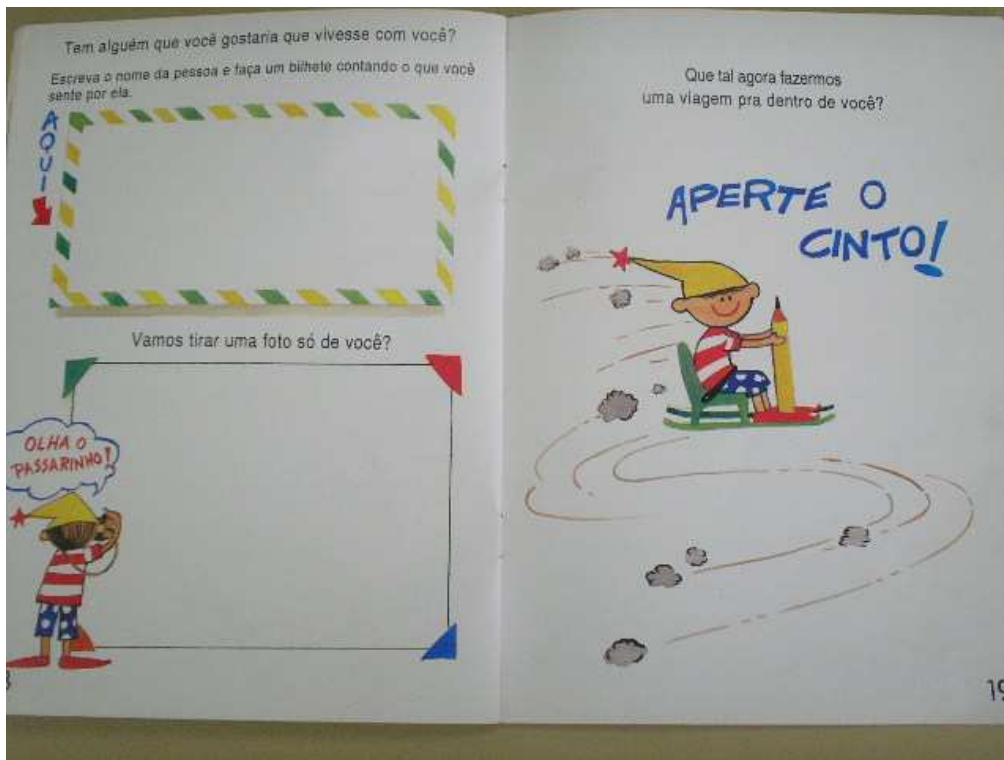 Tem alguém que você gostaria que vivesse com você?
Escreva o nome da pessoa e faça um bilhete contando o que você
sente por ela.
AQUI
Vamos tirar uma foto só de você?
OLHA O
PASSARINHO!
Que tal agora fazermos
uma viagem pra dentro de você?
APERTE O
CINTO!
19